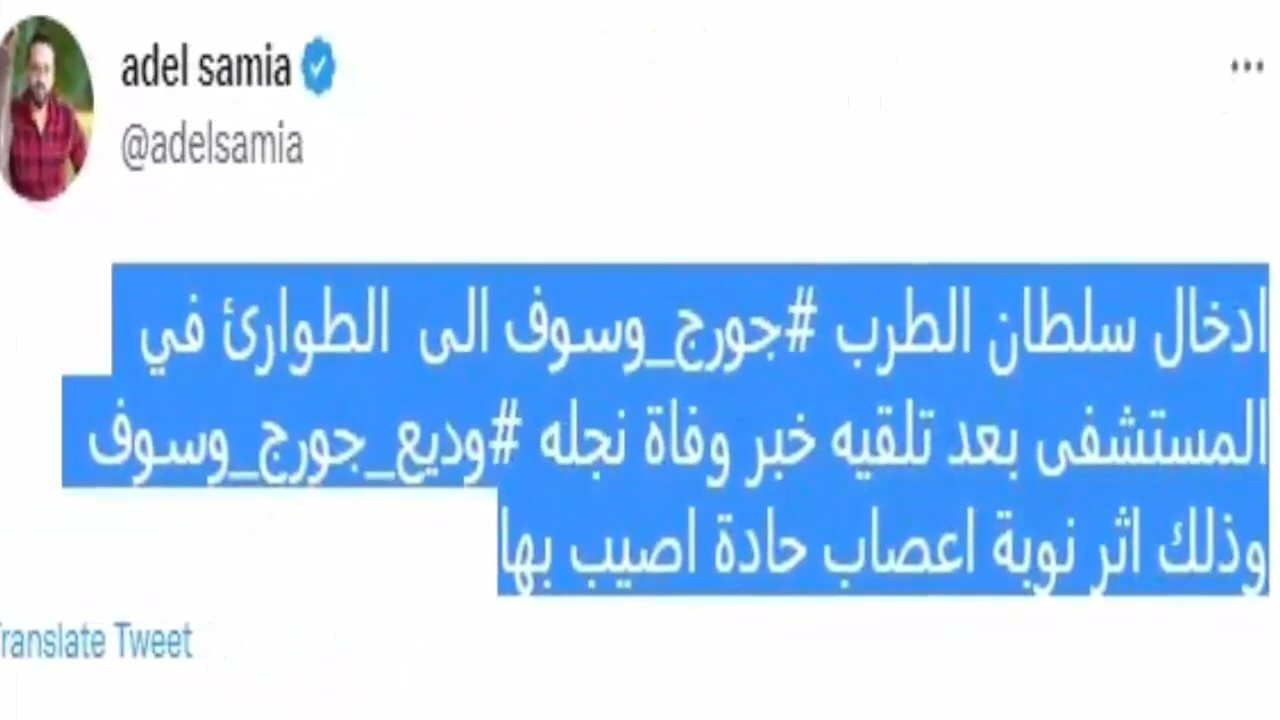 adel samia
@adelsamia
ادخال سلطان الطرب #جورج_وسوف الى الطوارئ في
المستشفى بعد تلقيه خبر وفاة نجله #وديع_جورج_وسوف
وذلك اثر نوبة اعصاب حادة اصيب بها
Translate Tweet